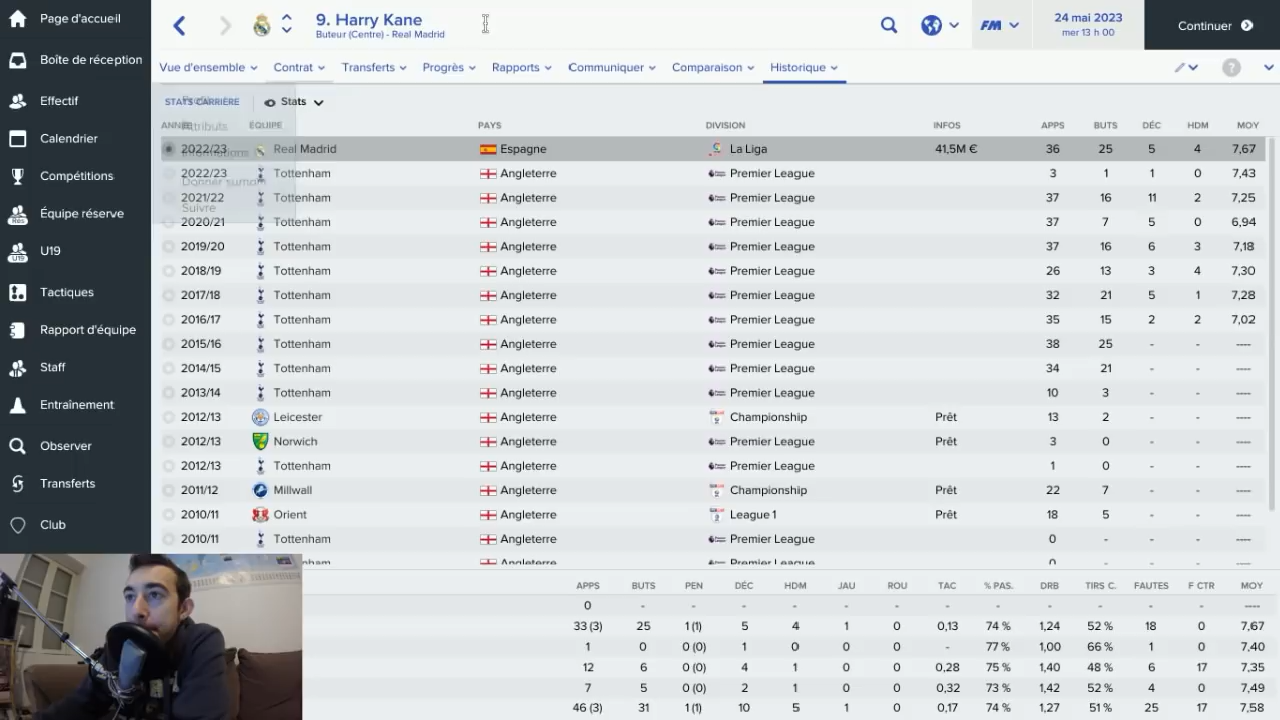 Page d'accueil
Boîte de réception
Effectif
Calendrier
Compétitions
Équipe réserve
U19
Tactiques
Rapport d'équipe
Staff
Entraînement
Observer
Transferts
Club
9. Harry Kane
Buteur (Centre) - Real Madrid
FM
24 mai 2023
mer 13 h 00
Continuer
Vue d'ensemble Contrat Transferts Progrès Rapports Communiquer Comparaison Historique
STATS CARRIÈRE Stats
Attributs
Informations
Suivre
ANNÉE ÉQUIPE PAYS DIVISION INFOS APPS BUTS DÉC HDM MOY
2022/23 Real Madrid Espagne La Liga 41,5M € 36 25 5 4 7,67
2022/23 Tottenham Angleterre Premier League 3 1 1 0 7,43
2021/22 Tottenham Angleterre Premier League 37 16 11 2 7,25
2020/21 Tottenham Angleterre Premier League 37 7 5 0 6,94
2019/20 Tottenham Angleterre Premier League 37 16 6 3 7,18
2018/19 Tottenham Angleterre Premier League 26 13 3 4 7,30
2017/18 Tottenham Angleterre Premier League 32 21 5 1 7,28
2016/17 Tottenham Angleterre Premier League 35 15 2 2 7,02
2015/16 Tottenham Angleterre Premier League 38 25 - - ----
2014/15 Tottenham Angleterre Premier League 34 21 - - ----
2013/14 Tottenham Angleterre Premier League 10 3 - - ----
2012/13 Leicester Angleterre Championship Prêt 13 2 - - ----
2012/13 Norwich Angleterre Premier League Prêt 3 0 - - ----
2012/13 Tottenham Angleterre Premier League 1 0 - - ----
2011/12 Millwall Angleterre Championship Prêt 22 7 - - ----
2010/11 Orient Angleterre League 1 Prêt 18 5 - - ----
2010/11 Tottenham Angleterre Premier League 0 - - - ----
Angleterre Premier League 0 - - - ----
APPS BUTS PEN DÉC HDM JAU ROU TAC % PAS. DRB TIRS C. FAUTES F CTR MOY
0 - - - - - - - - - - - - ----
33 (3) 25 1 (1) 5 4 1 0 0,13 74 % 1,24 52 % 18 0 7,67
1 0 0 (0) 1 0 0 0 - 77 % 1,00 66 % 1 0 7,40
12 6 0 (0) 4 1 0 0 0,28 75 % 1,40 48 % 6 17 7,35
7 5 0 (0) 2 1 0 0 0,32 73 % 1,42 52 % 4 0 7,49
46 (3) 31 1 (1) 10 5 1 0 0,17 74 % 1,27 51 % 25 17 7,58